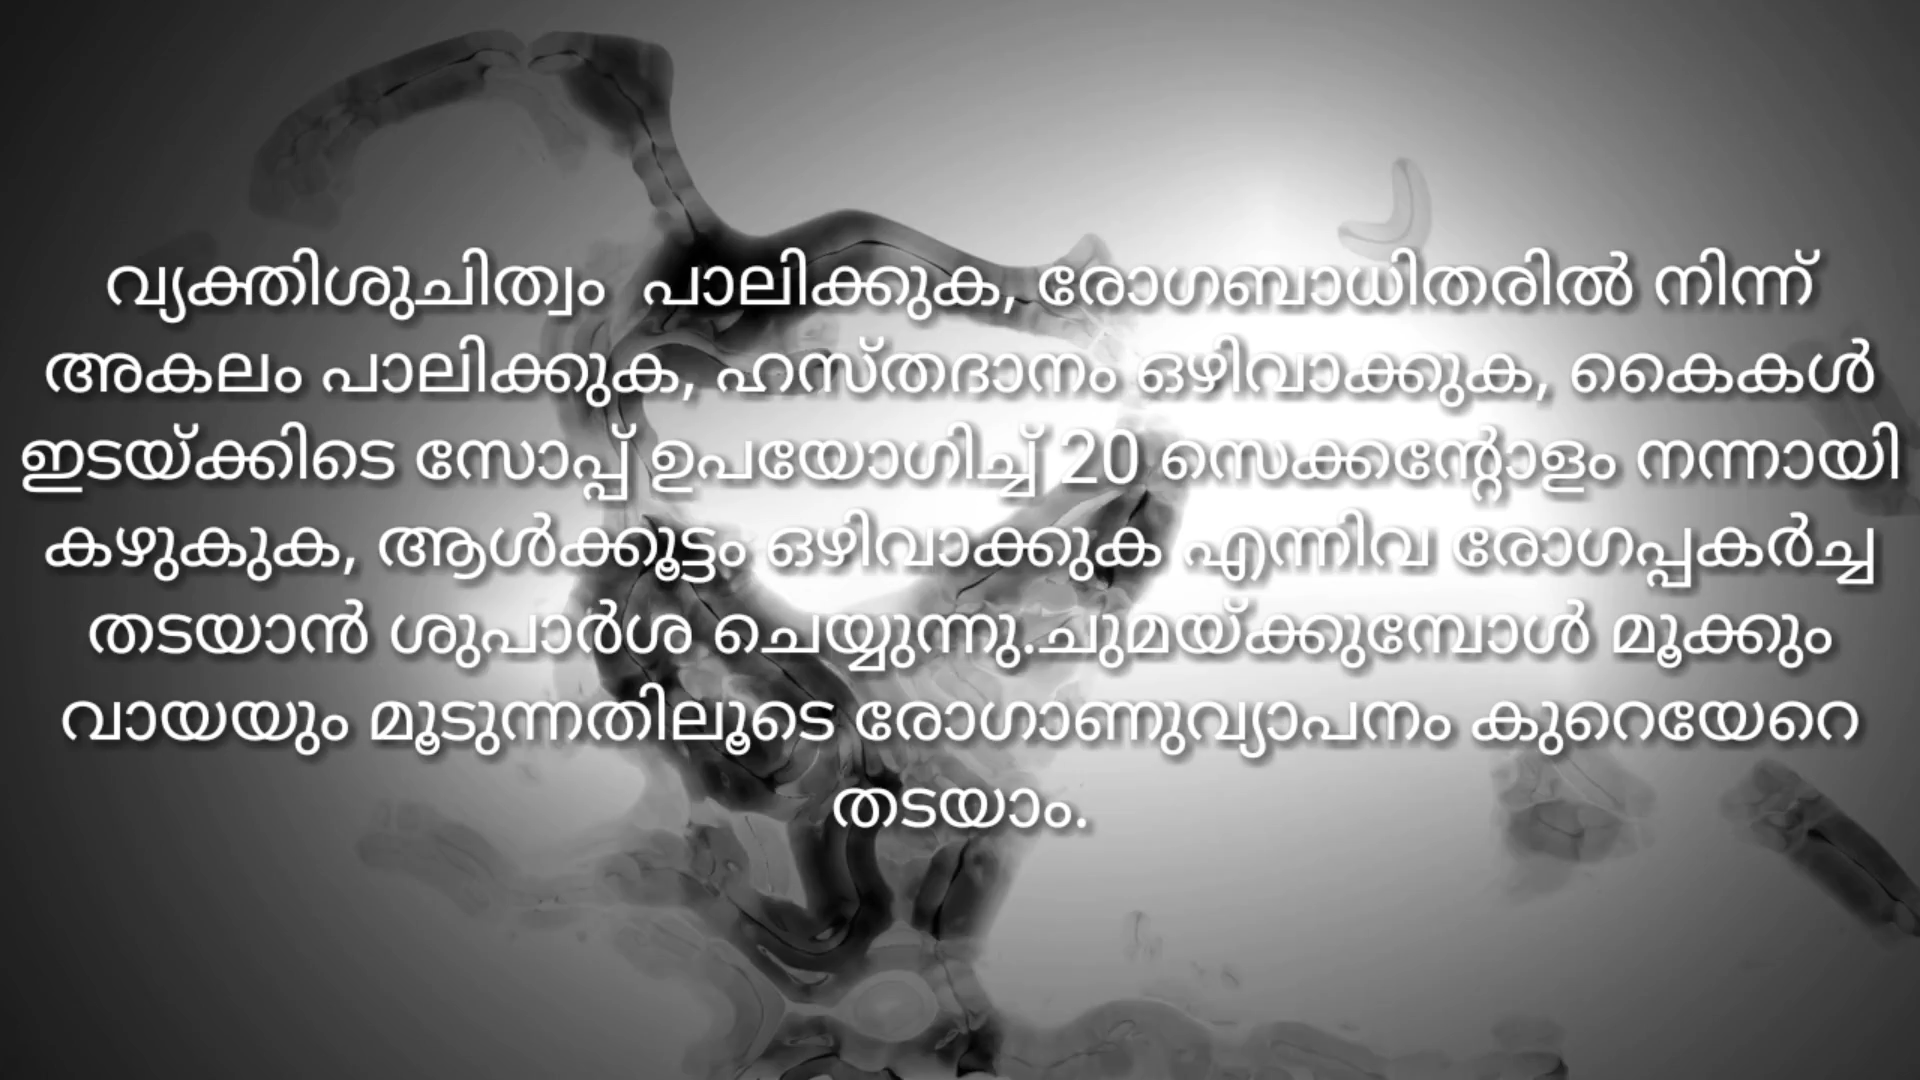 വ്യക്തിശുചിത്വം  പാലിക്കുക, രോഗബാധിതരിൽ നിന്ന്
അകലം പാലിക്കുക, ഹസ്തദാനം ഒഴിവാക്കുക, കൈകൾ
ഇടയ്ക്കിടെ സോപ്പ് ഉപയോഗിച്ച് 20 സെക്കന്റോളം നന്നായി
കഴുകുക, ആൾക്കൂട്ടം ഒഴിവാക്കുക എന്നിവ രോഗപ്പകർച്ച
തടയാൻ ശുപാർശ ചെയ്യുന്നു.ചുമയ്ക്കുമ്പോൾ മൂക്കും
വായയും മൂടുന്നതിലൂടെ രോഗാണുവ്യാപനം കുറെയേറെ
തടയാം.